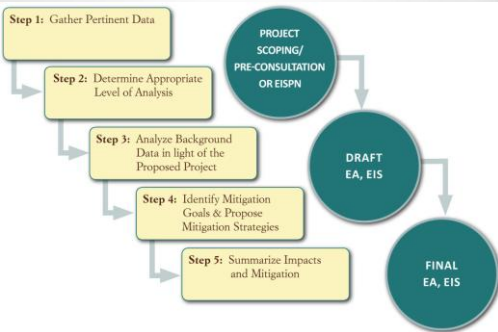 Step 1: Gather Pertinent Data
Step 2: Determine Appropriate
Level of Analysis
Step 3: Analyze Background
Data in light of the
Proposed Project
Step 4: Identify Mitigation
Goals & Propose
Mitigation Strategies
Step 5: Summarize Impacts
and Mitigation
PROJECT
SCOPING/
PRE-CONSULTATION
OR EISPN
DRAFT
EA, EIS
FINAL
EA, EIS